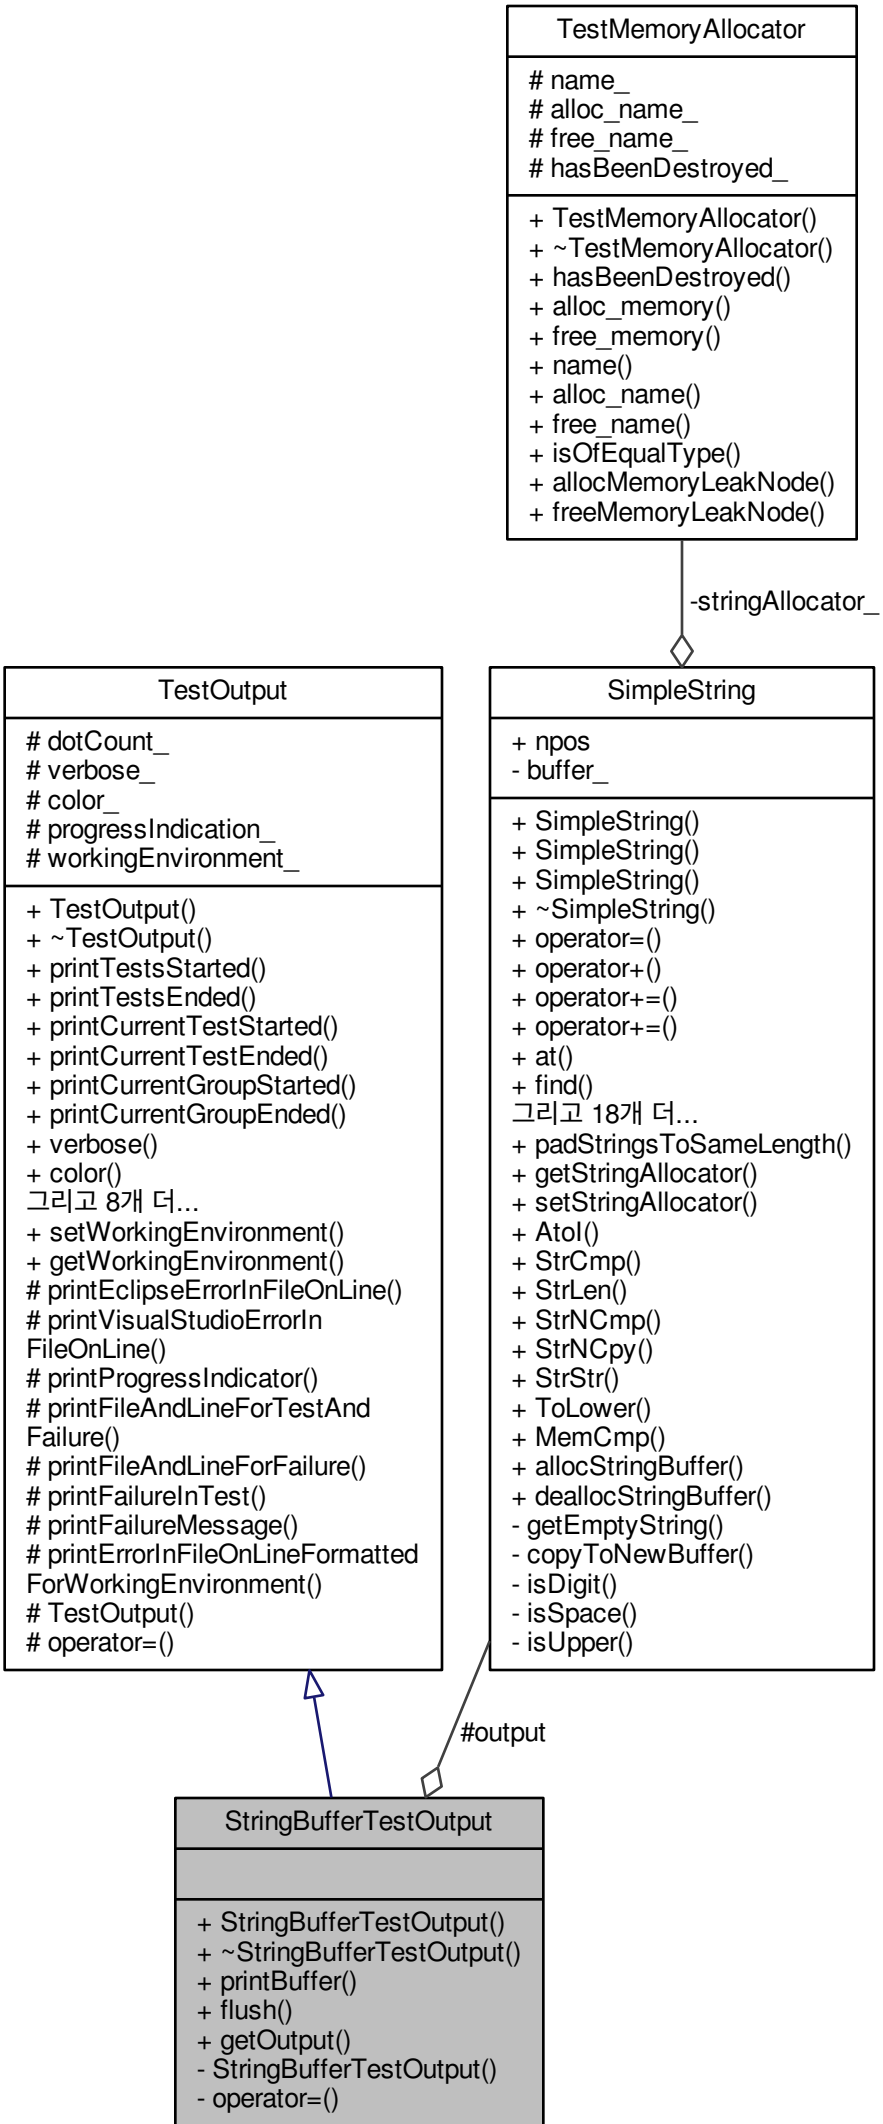 TestMemoryAllocator
# name_
# alloc_name_
# free_name_
# hasBeenDestroyed_
+ TestMemoryAllocator()
+ ~TestMemoryAllocator()
+ hasBeenDestroyed()
+ alloc_memory()
+ free_memory()
+ name()
+ alloc_name()
+ free_name()
+ isOfEqualType()
+ allocMemoryLeakNode()
+ freeMemoryLeakNode()
-stringAllocator_
TestOutput
# dotCount_
# verbose_
# color_
# progressIndication_
# workingEnvironment_
+ TestOutput()
+ ~TestOutput()
+ printTestsStarted()
+ printTestsEnded()
+ printCurrentTestStarted()
+ printCurrentTestEnded()
+ printCurrentGroupStarted()
+ printCurrentGroupEnded()
+ verbose()
+ color()
그리고 8개 더...
+ setWorkingEnvironment()
+ getWorkingEnvironment()
# printEclipseErrorInFileOnLine()
# printVisualStudioErrorIn
FileOnLine()
# printProgressIndicator()
# printFileAndLineForTestAnd
Failure()
# printFileAndLineForFailure()
# printFailureInTest()
# printFailureMessage()
# printErrorInFileOnLineFormatted
ForWorkingEnvironment()
# TestOutput()
# operator=()
SimpleString
+ npos
- buffer_
+ SimpleString()
+ SimpleString()
+ SimpleString()
+ ~SimpleString()
+ operator=()
+ operator+()
+ operator+=()
+ operator+=()
+ at()
+ find()
그리고 18개 더...
+ padStringsToSameLength()
+ getStringAllocator()
+ setStringAllocator()
+ AtoI()
+ StrCmp()
+ StrLen()
+ StrNCmp()
+ StrNCpy()
+ StrStr()
+ ToLower()
+ MemCmp()
+ allocStringBuffer()
+ deallocStringBuffer()
- getEmptyString()
- copyToNewBuffer()
- isDigit()
- isSpace()
- isUpper()
#output
StringBufferTestOutput
+ StringBufferTestOutput()
+ ~StringBufferTestOutput()
+ printBuffer()
+ flush()
+ getOutput()
- StringBufferTestOutput()
- operator=()